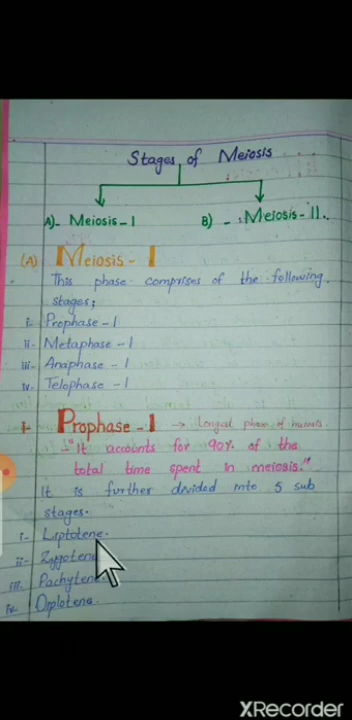 Stages of Meiosis
A)- Meiosis-I
B) - Meiosis-II.
(A) Meiosis-I
This phase comprises of the following
stages;
i- Prophase-I
ii- Metaphase-I
iii- Anaphase-I
iv- Telophase-I
i- Prophase-I → Longest phase of
"It accounts for 90% of the
total time spent in meiosis."
It is further divided into 5 sub
stages.
i- Leptotene.
ii- Zygotene
iii. Pachytene
iv- Diplotene.
XRecorder